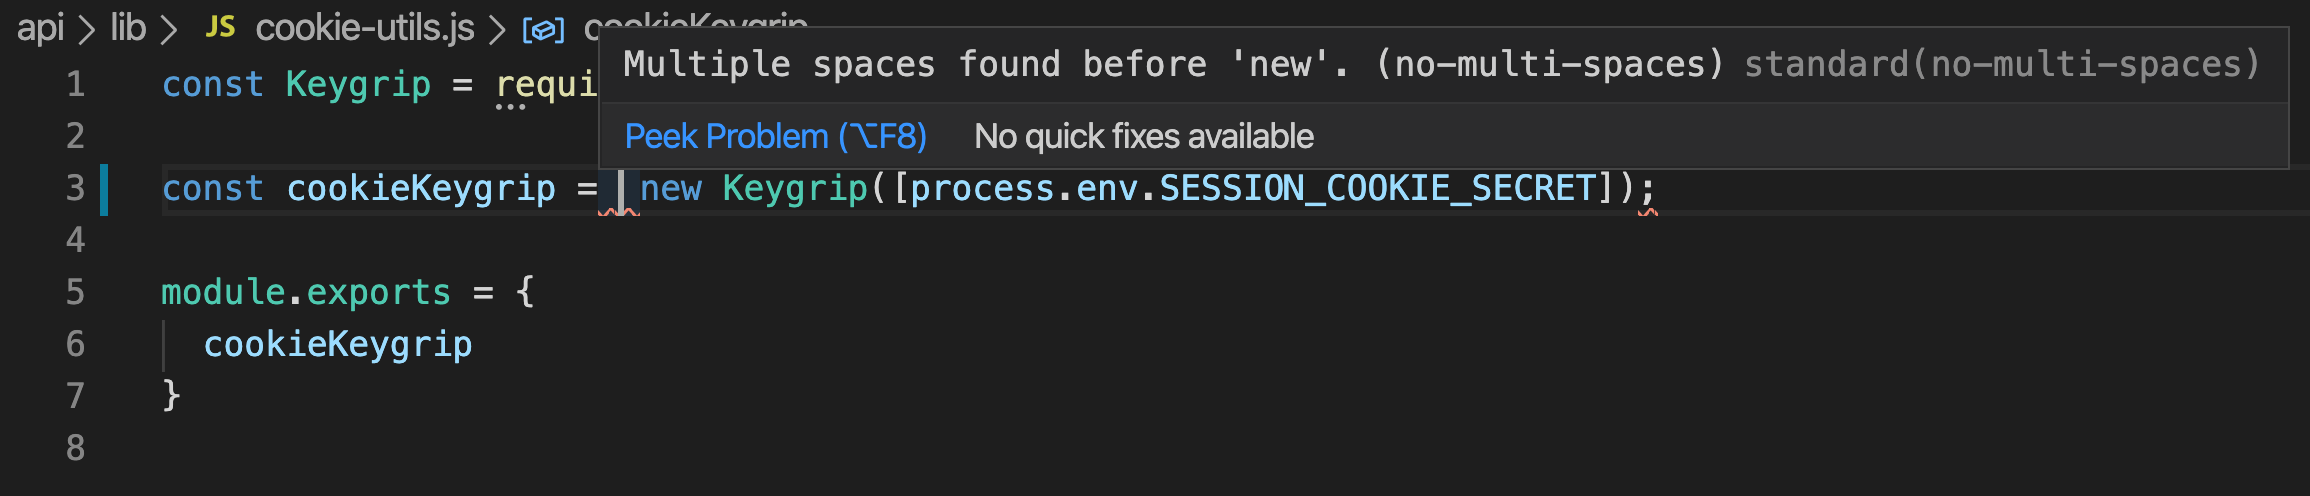 api > lib > JS cookie-utils.js > cookieKeygrip
Multiple spaces found before 'new'. (no-multi-spaces) standard(no-multi-spaces)
Peek Problem (⌥F8) No quick fixes available
1 const Keygrip = requi
2
3 const cookieKeygrip =  new Keygrip([process.env.SESSION_COOKIE_SECRET]);
4
5 module.exports = {
6 cookieKeygrip
7 }
8